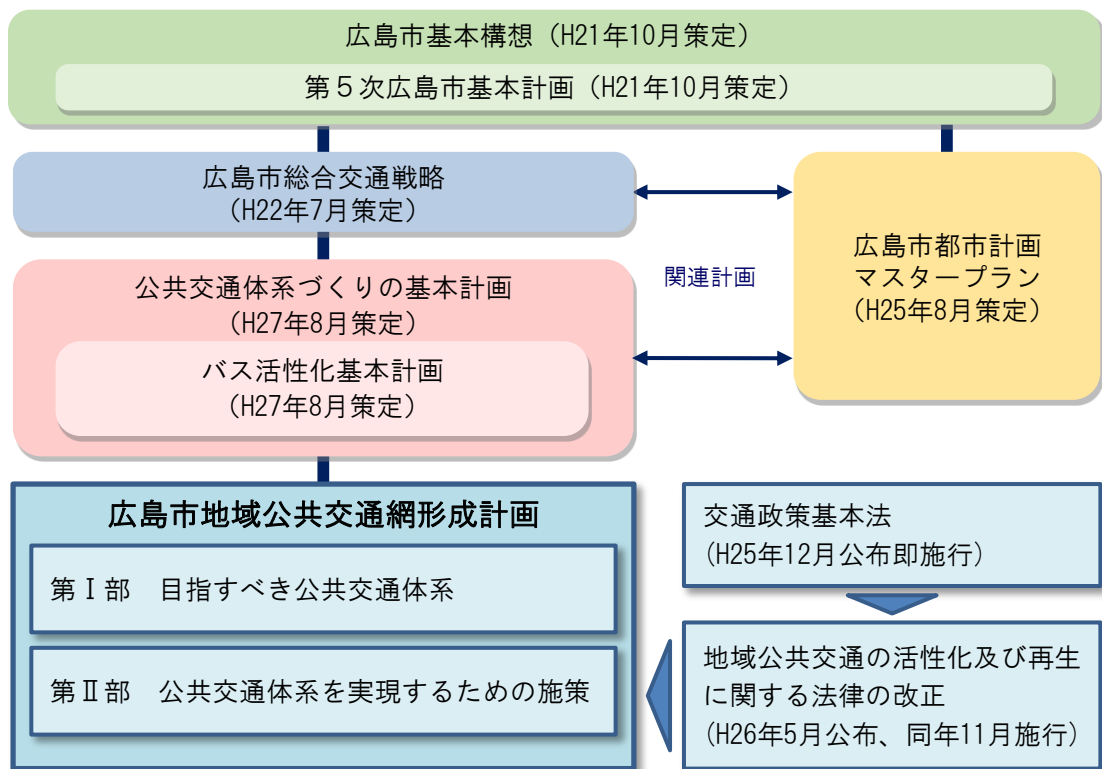 広島市基本構想（H21年10月策定）
第５次広島市基本計画（H21年10月策定）
広島市総合交通戦略
（H22年7月策定）
公共交通体系づくりの基本計画
（H27年8月策定）
バス活性化基本計画
（H27年8月策定）
関連計画
広島市都市計画
マスタープラン
（H25年8月策定）
広島市地域公共交通網形成計画
第Ⅰ部　目指すべき公共交通体系
第Ⅱ部　公共交通体系を実現するための施策
交通政策基本法
（H25年12月公布即施行）
地域公共交通の活性化及び再生
に関する法律の改正
（H26年5月公布、同年11月施行）